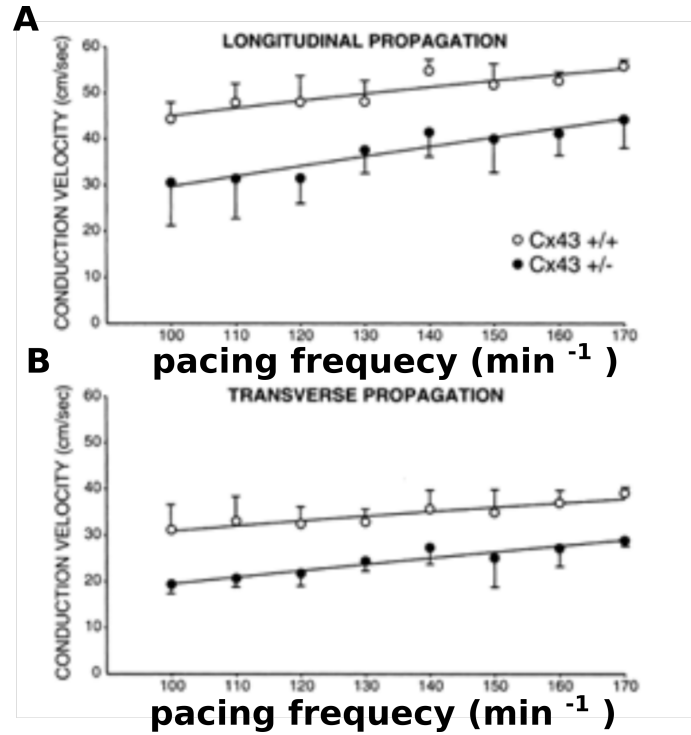 A
LONGITUDINAL PROPAGATION
CONDUCTION VELOCITY (cm/sec)
60
50
40
30
20
10
0
Cx43 +/+
Cx43 +/-
100 110 120 130 140 150 160 170
pacing frequecy (min -1 )
B
TRANSVERSE PROPAGATION
CONDUCTION VELOCITY (cm/sec)
60
50
40
30
20
10
0
100 110 120 130 140 150 160 170
pacing frequecy (min -1 )